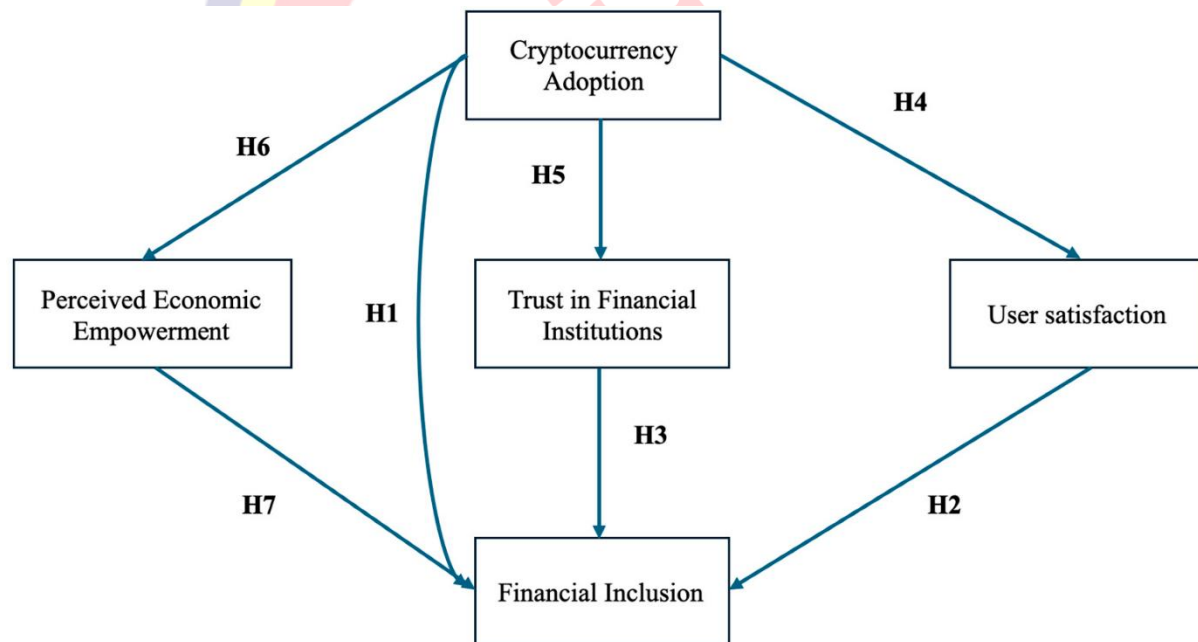 Cryptocurrency
Adoption
H4
H6
H5
Perceived Economic
Empowerment
H1
Trust in Financial
Institutions
User satisfaction
H3
H7
H2
Financial Inclusion